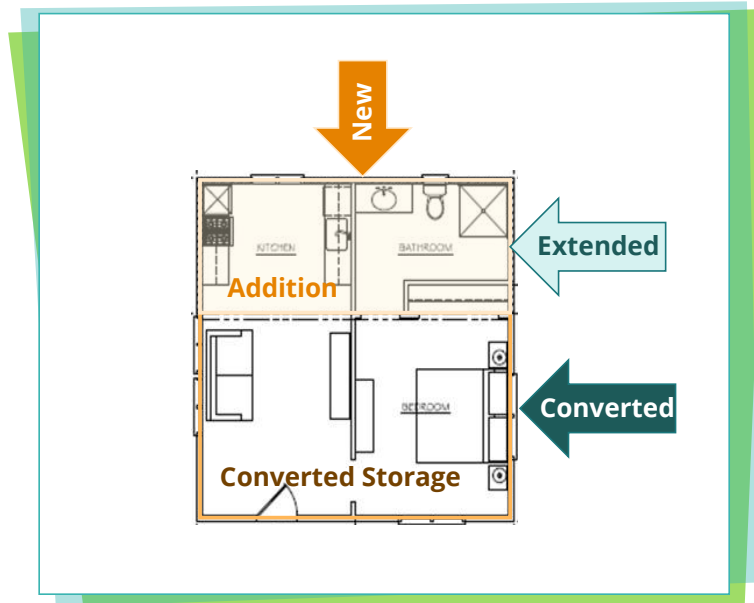 New
KITCHEN
BATHROOM
Extended
Addition
BEDROOM
Converted
Converted Storage